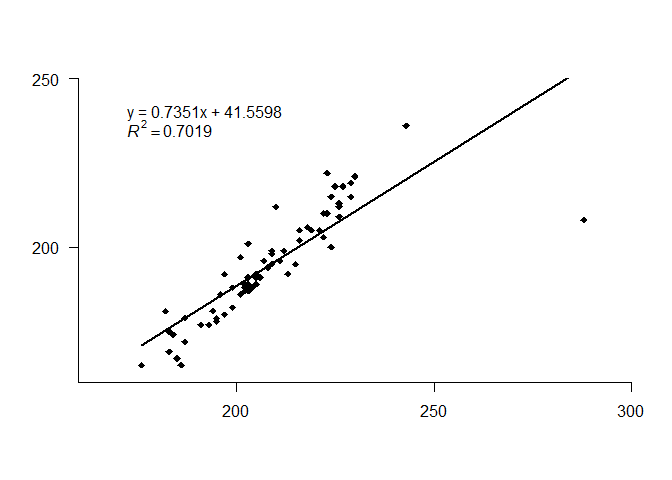 250
y = 0.7351x + 41.5598
R² = 0.7019
200
200 250 300